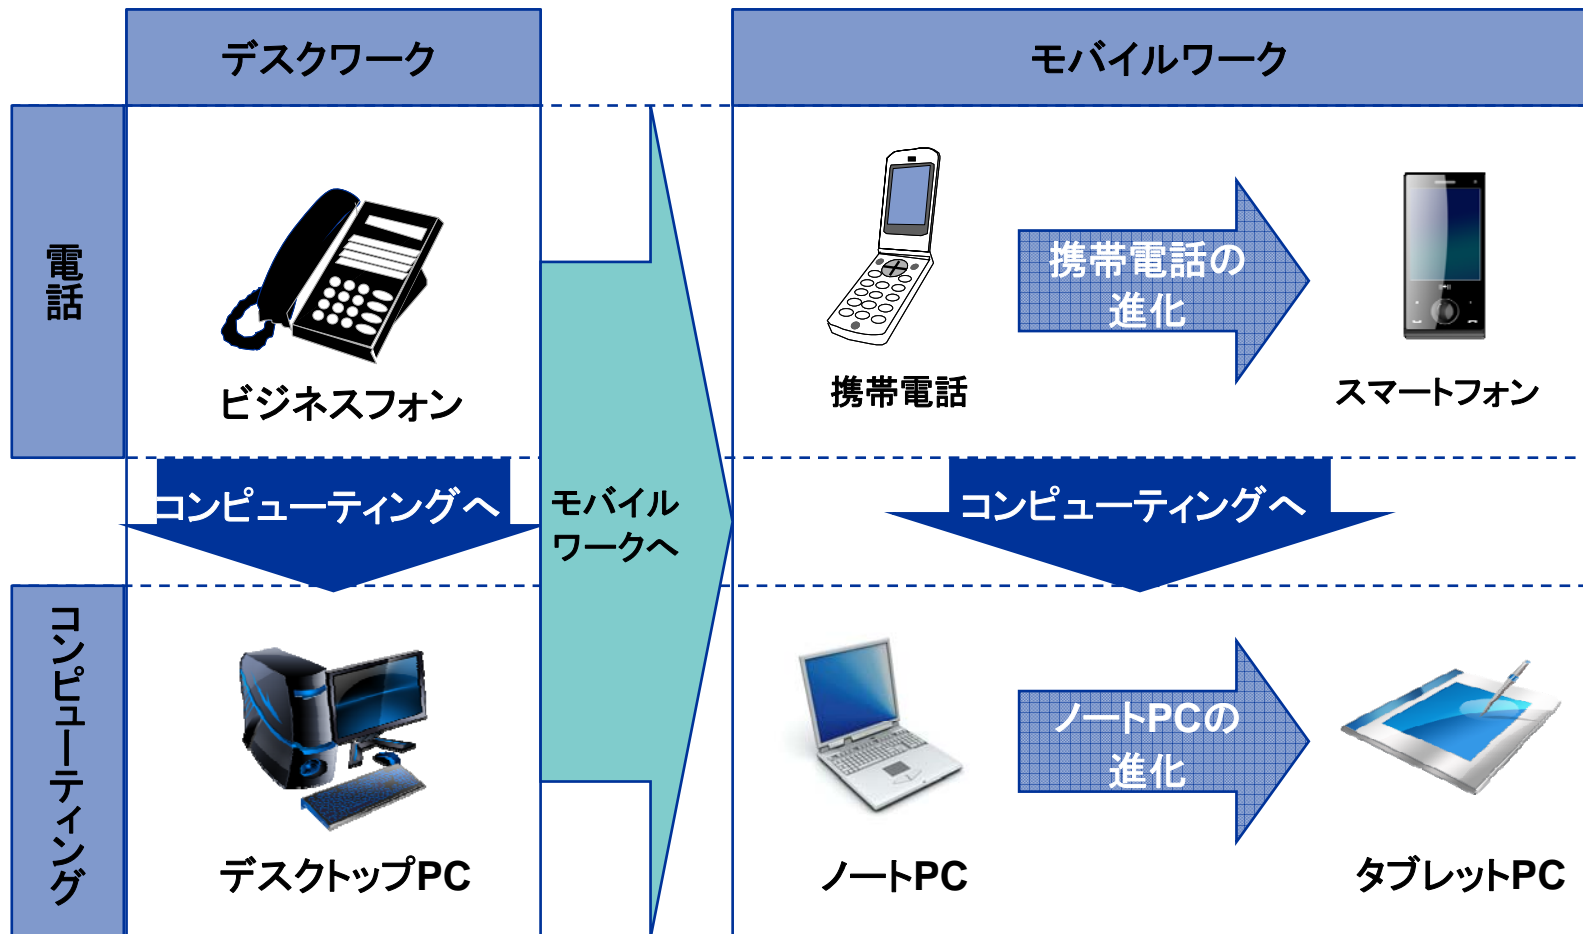 デスクワーク
モバイルワーク
電話
ビジネスフォン
携帯電話
携帯電話の
進化
スマートフォン
コンピューティングへ
モバイル
ワークへ
コンピューティングへ
コンピューティング
デスクトップPC
ノートPC
ノートPCの
進化
タブレットPC